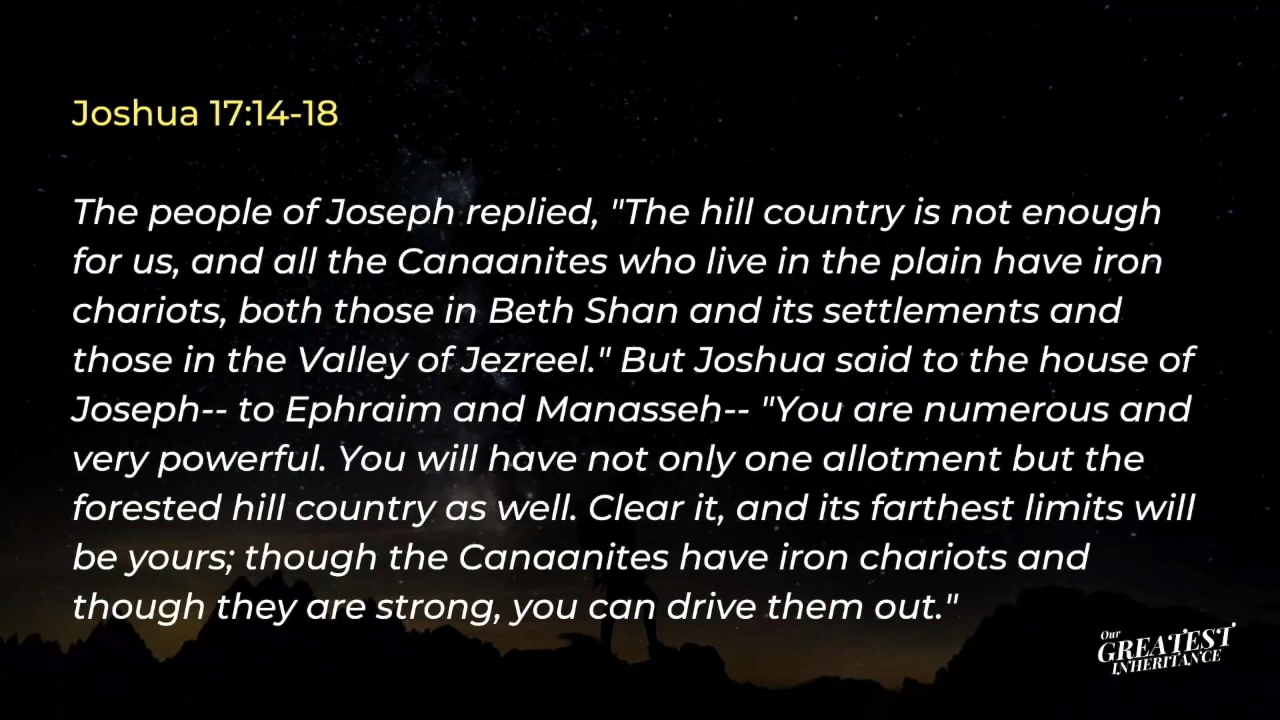 Joshua 17:14-18
The people of Joseph replied, "The hill country is not enough
for us, and all the Canaanites who live in the plain have iron
chariots, both those in Beth Shan and its settlements and
those in the Valley of Jezreel." But Joshua said to the house of
Joseph-- to Ephraim and Manasseh-- "You are numerous and
very powerful. You will have not only one allotment but the
forested hill country as well. Clear it, and its farthest limits will
be yours; though the Canaanites have iron chariots and
though they are strong, you can drive them out."
Our
GREATEST
INHERITANCE